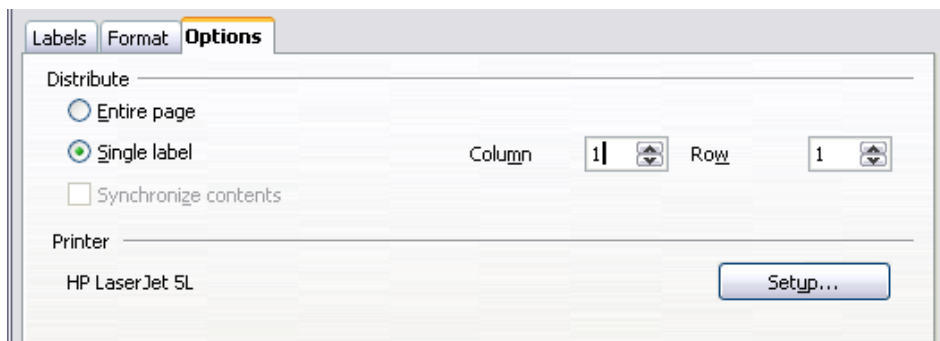 Labels Format Options
Distribute
Entire page
Single label Column 1 Row 1
Synchronize contents
Printer
HP LaserJet 5L Setup...